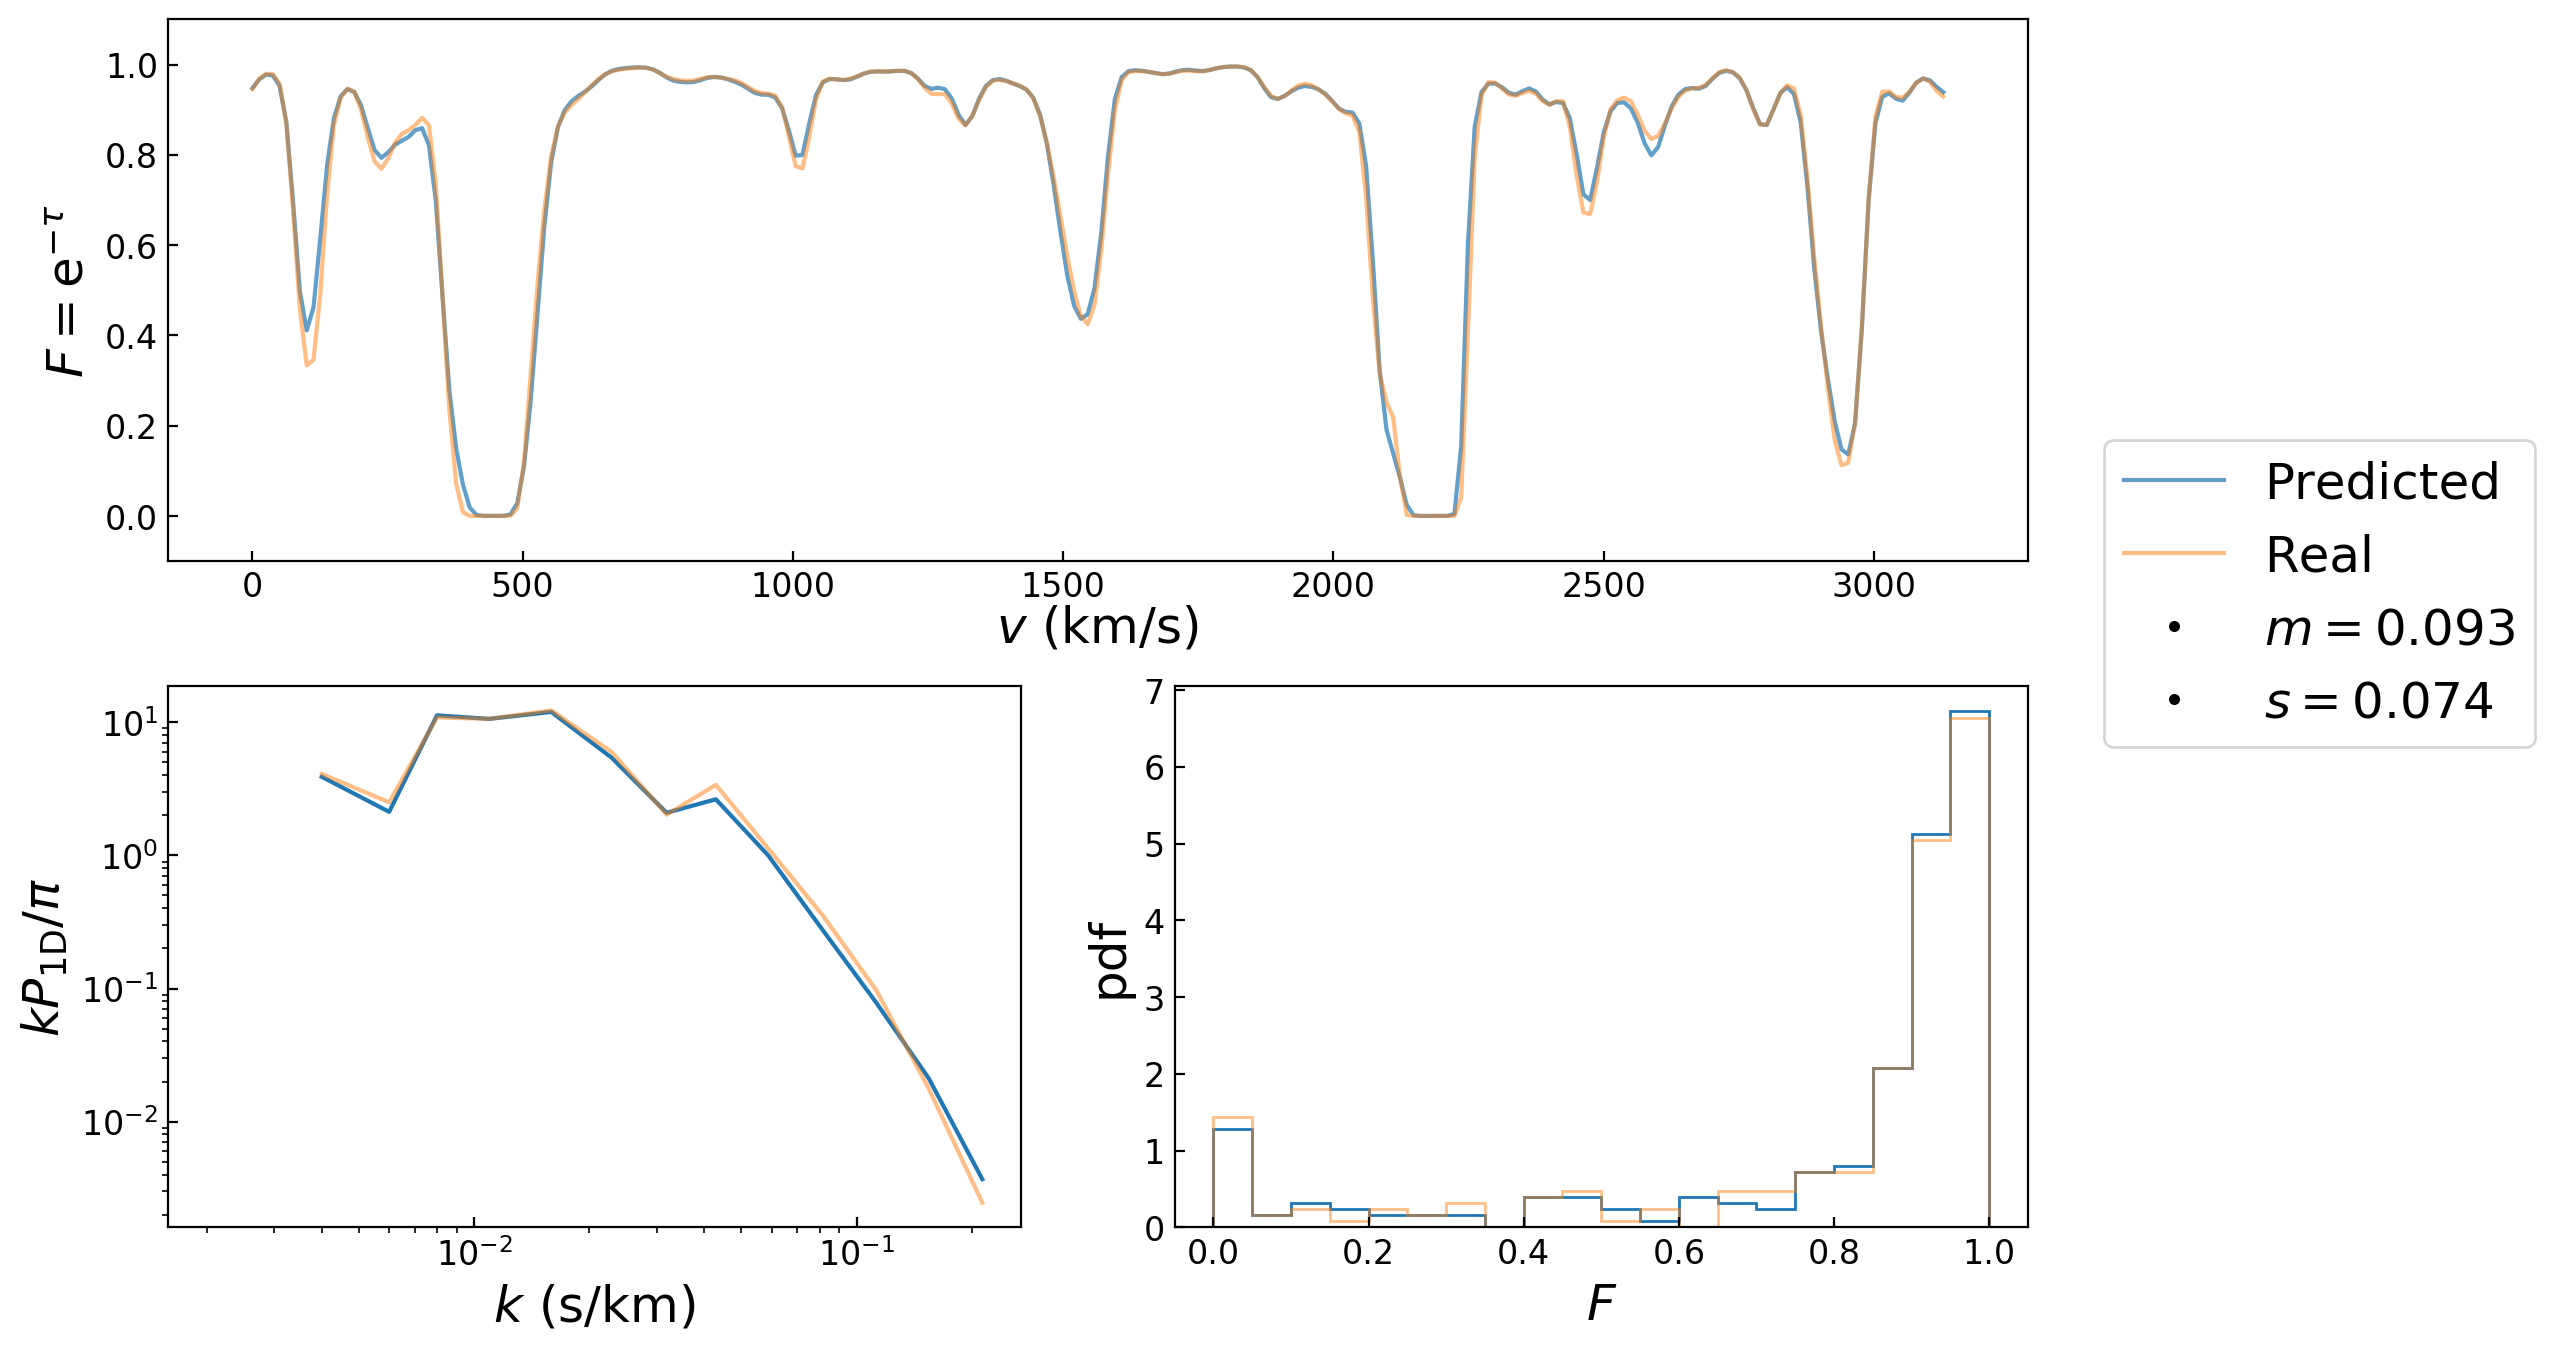 F = e^{-τ}
1.0
0.8
0.6
0.4
0.2
0.0
0 500 1000 1500 2000 2500 3000
v (km/s)
Predicted
Real
m = 0.093
s = 0.074
kP_{1D}/π
10^1
10^0
10^{-1}
10^{-2}
10^{-2} 10^{-1}
k (s/km)
pdf
7
6
5
4
3
2
1
0
0.0 0.2 0.4 0.6 0.8 1.0
F